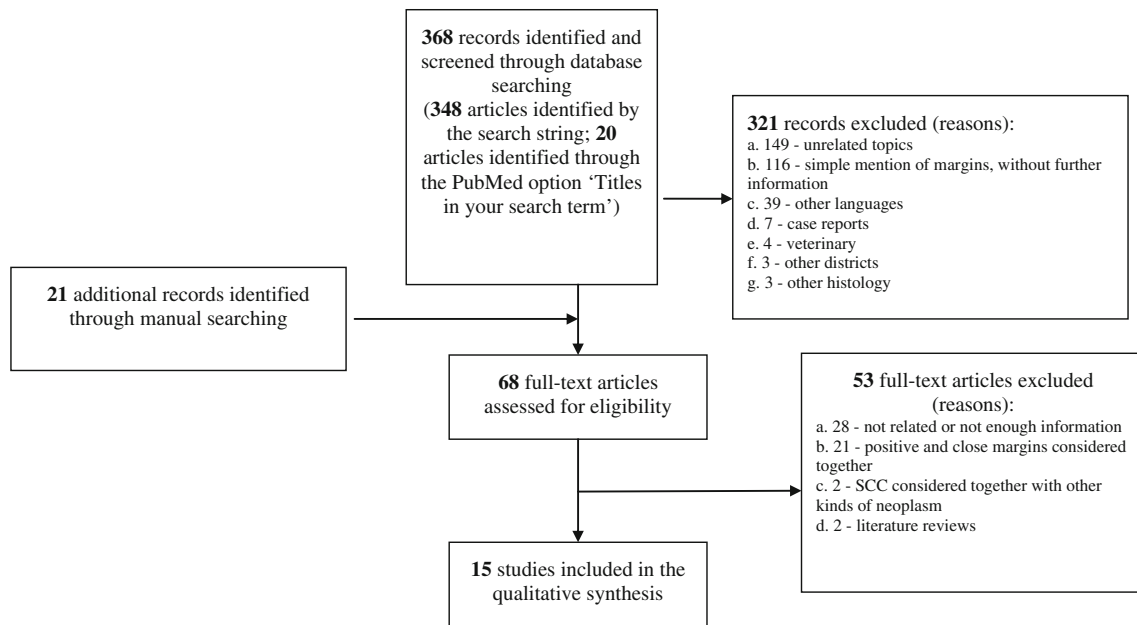 368 records identified and
screened through database
searching
(348 articles identified by
the search string; 20
articles identified through
the PubMed option ‘Titles
in your search term’)
321 records excluded (reasons):
a. 149 - unrelated topics
b. 116 - simple mention of margins, without further
information
c. 39 - other languages
d. 7 - case reports
e. 4 - veterinary
f. 3 - other districts
g. 3 - other histology
21 additional records identified
through manual searching
68 full-text articles
assessed for eligibility
53 full-text articles excluded
(reasons):
a. 28 - not related or not enough information
b. 21 - positive and close margins considered
together
c. 2 - SCC considered together with other
kinds of neoplasm
d. 2 - literature reviews
15 studies included in the
qualitative synthesis